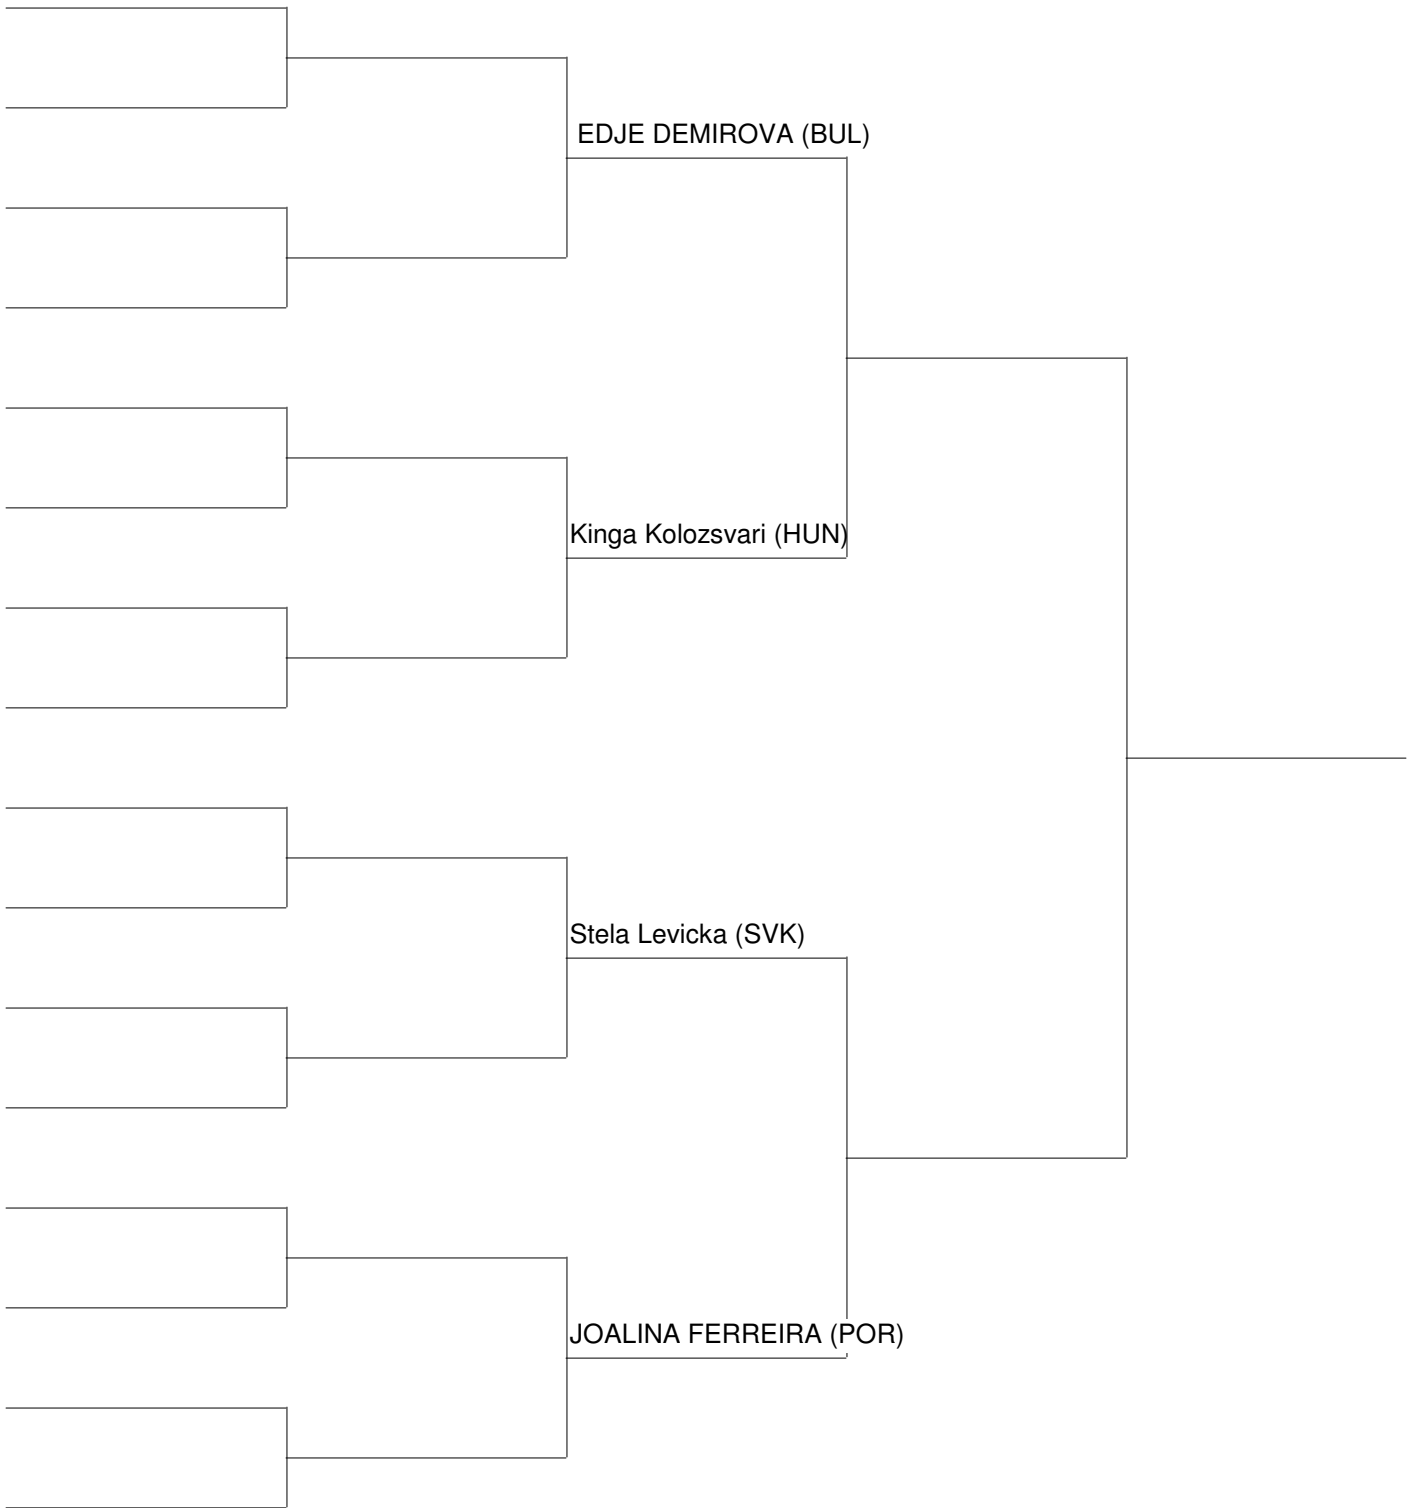 EDJE DEMIROVA (BUL)
Kinga Kolozsvari (HUN)
Stela Levicka (SVK)
JOALINA FERREIRA (POR)